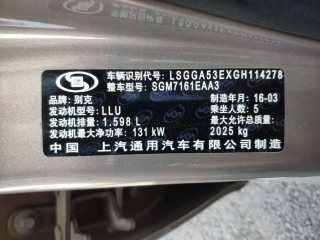 车辆识别代号: LSGGA53EXGH114278
整车型号: SGM7161EAA3
品牌: 别克 制造年月: 16-03
发动机型号: LLU 乘坐人数: 5
发动机排量: 1.598 L 最大允许总质量:
发动机最大净功率: 131 kW 2025 kg
中国 上汽通用汽车有限公司制造